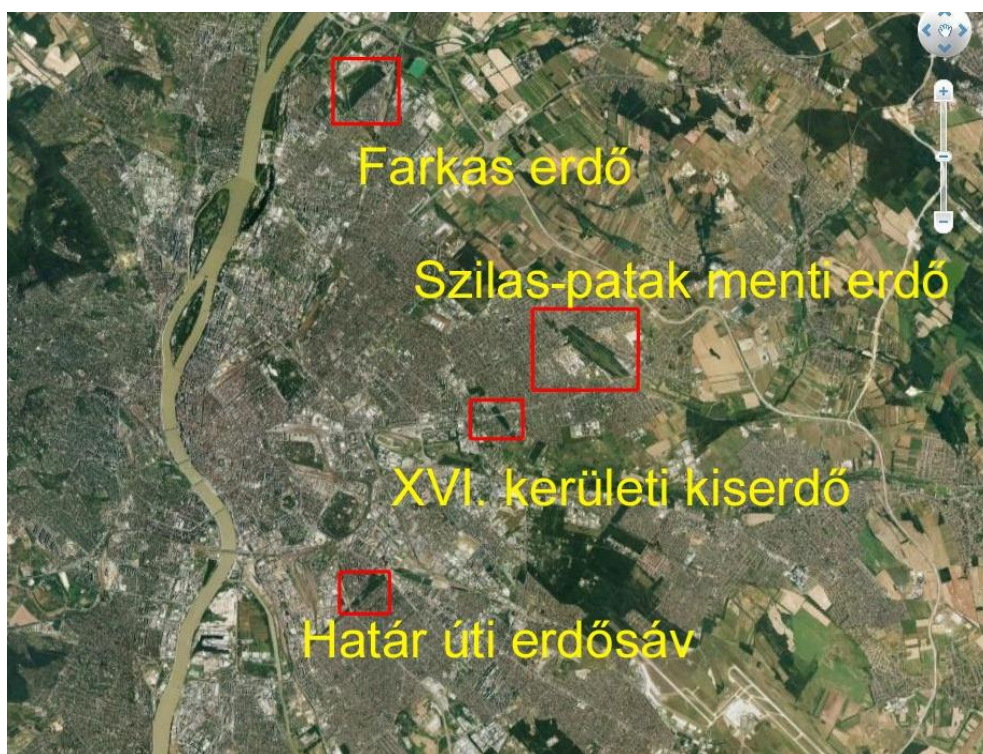 Farkas erdő
Szilas-patak menti erdő
XVI. kerületi kiserdő
Határ úti erdősáv